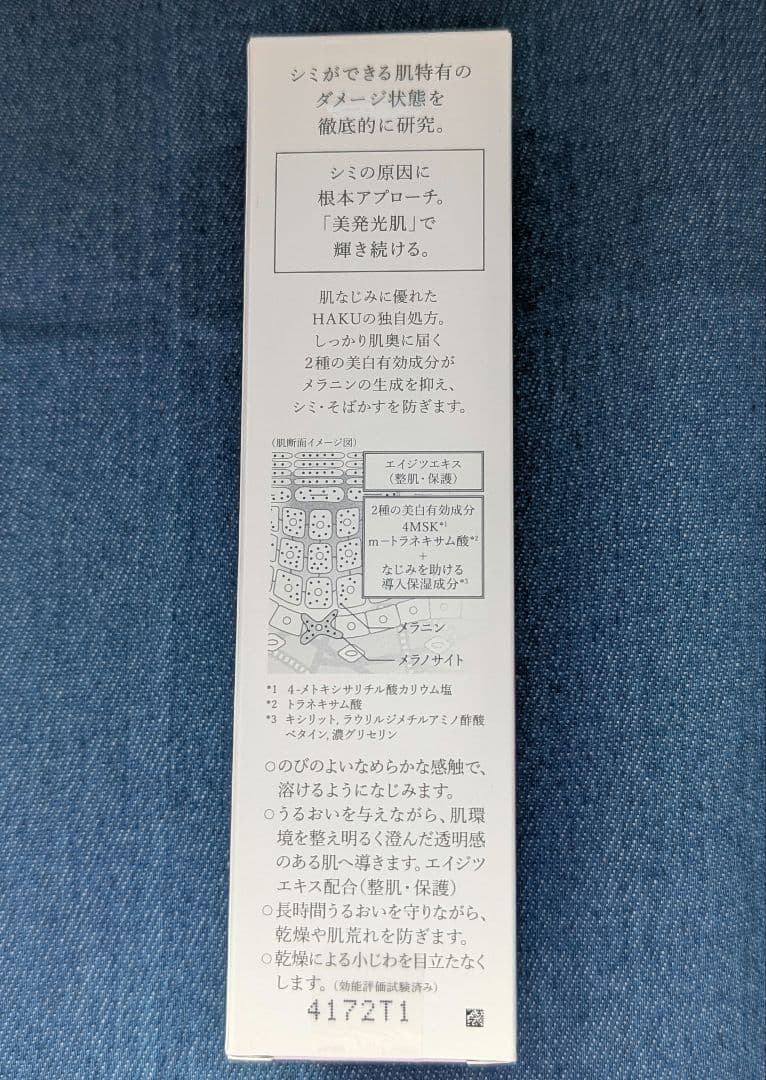 シミができる肌特有の
ダメージ状態を
徹底的に研究。
シミの原因に
根本アプローチ。
「美発光肌」で
輝き続ける。
肌なじみに優れた
HAKUの独自処方。
しっかり肌奥に届く
2種の美白有効成分が
メラニンの生成を抑え、
シミ・そばかすを防ぎます。
(肌断面イメージ図)
エイジツエキス
(整肌・保護)
2種の美白有効成分
4MSK*1
m－トラネキサム酸*2
+
なじみを助ける
導入保湿成分*3
メラニン
メラノサイト
*1 4-メトキシサリチル酸カリウム塩
*2 トラネキサム酸
*3 キシリット, ラウリルジメチルアミノ酢酸
ベタイン, 濃グリセリン
○のびのよいなめらかな感触で、
溶けるようになじみます。
○うるおいを与えながら、肌環
境を整え明るく澄んだ透明感
のある肌へ導きます。エイジツ
エキス配合(整肌・保護)
○長時間うるおいを守りながら、
乾燥や肌荒れを防ぎます。
○乾燥による小じわを目立たなく
します。(効能評価試験済み)
4172T1